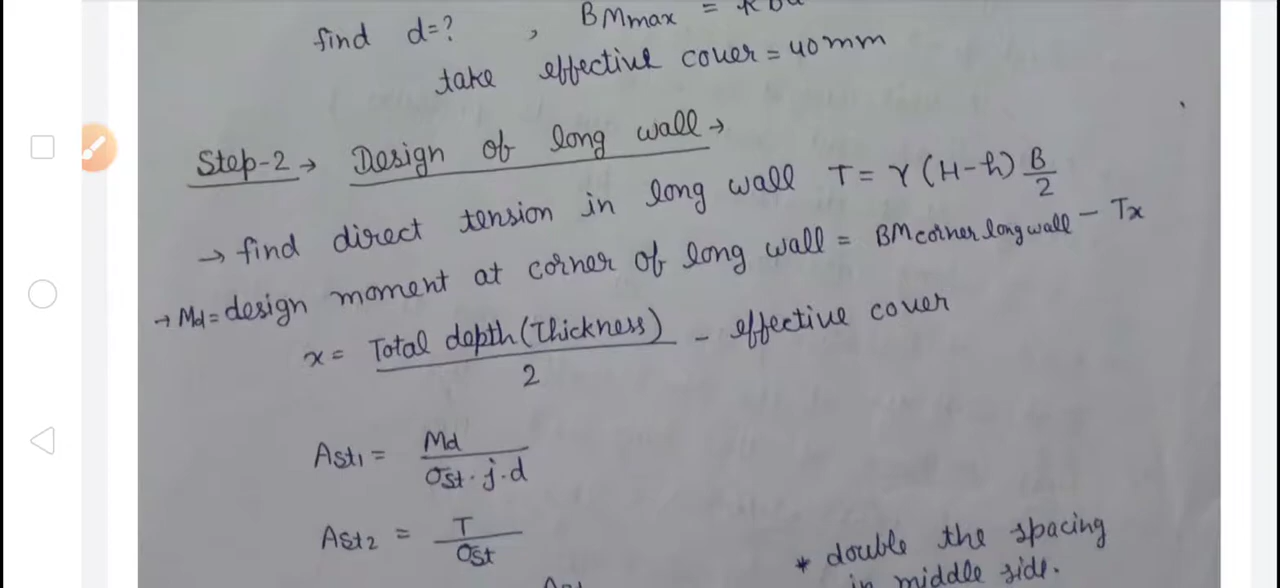 find d=? , BMmax =
take effective cover = 40mm
Step-2→ Design of long wall→
→ find direct tension in long wall T = γ(H-h) B/2
→ Md = design moment at corner of long wall = BM corner long wall - Tx
x = Total depth (Thickness)/2 - effective cover
Ast1 = Md/σst.j.d
Ast2 = T/σst
* double the spacing
in middle side.